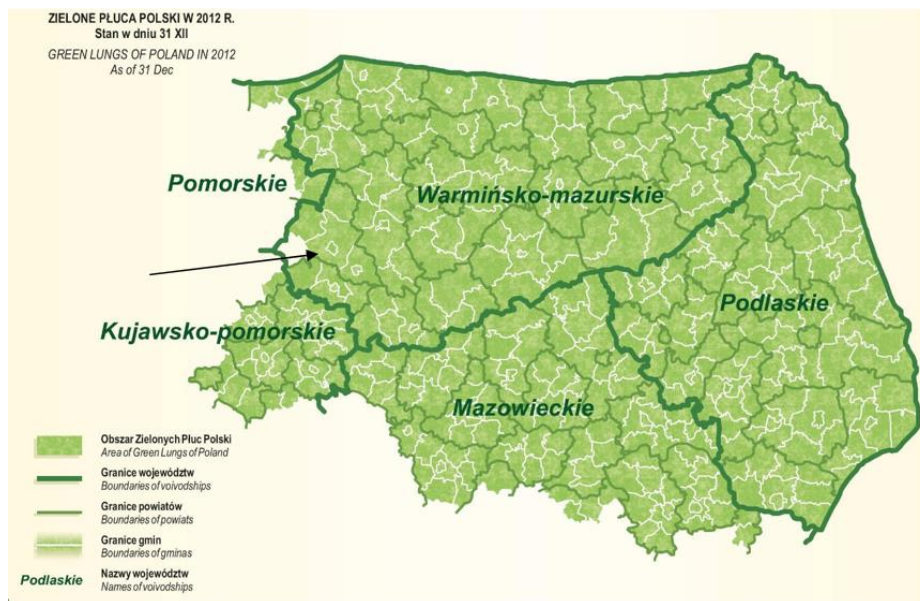 ZIELONE PŁUCA POLSKI W 2012 R.
Stan w dniu 31 XII
GREEN LUNGS OF POLAND IN 2012
As of 31 Dec
Pomorskie
Warmińsko-mazurskie
Podlaskie
Kujawsko-pomorskie
Mazowieckie
Obszar Zielonych Płuc Polski
Area of Green Lungs of Poland
Granice województw
Boundaries of voivodships
Granice powiatów
Boundaries of powiats
Granice gmin
Boundaries of gminas
Podlaskie
Nazwy województw
Names of voivodships